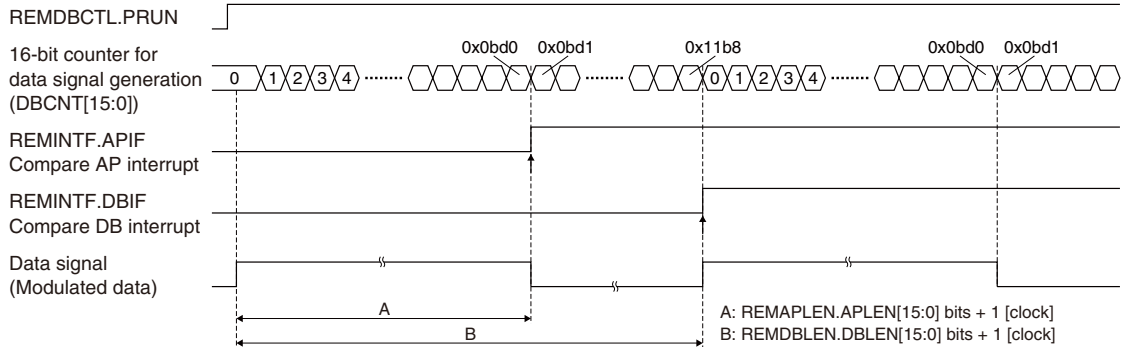 REMDBCTL.PRUN
16-bit counter for
data signal generation
(DBCNT[15:0])
0x0bd0 0x0bd1 0x11b8 0x0bd0 0x0bd1
0 1 2 3 4 0 1 2 3 4
REMINTF.APIF
Compare AP interrupt
REMINTF.DBIF
Compare DB interrupt
Data signal
(Modulated data)
A
B
A: REMAPLEN.APLEN[15:0] bits + 1 [clock]
B: REMDBLEN.DBLEN[15:0] bits + 1 [clock]